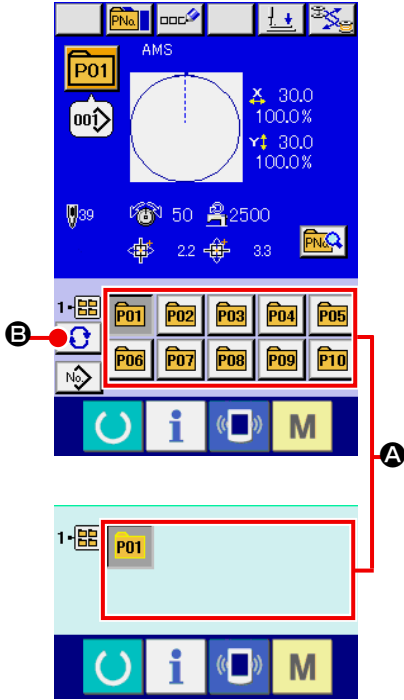 PNo.
AMS
P01
001
X 30.0
100.0%
Y 30.0
100.0%
39 50 2500
2.2 3.3 PNo.
1
P01 P02 P03 P04 P05
B
P06 P07 P08 P09 P10
No.
i M
A
1
P01
i M